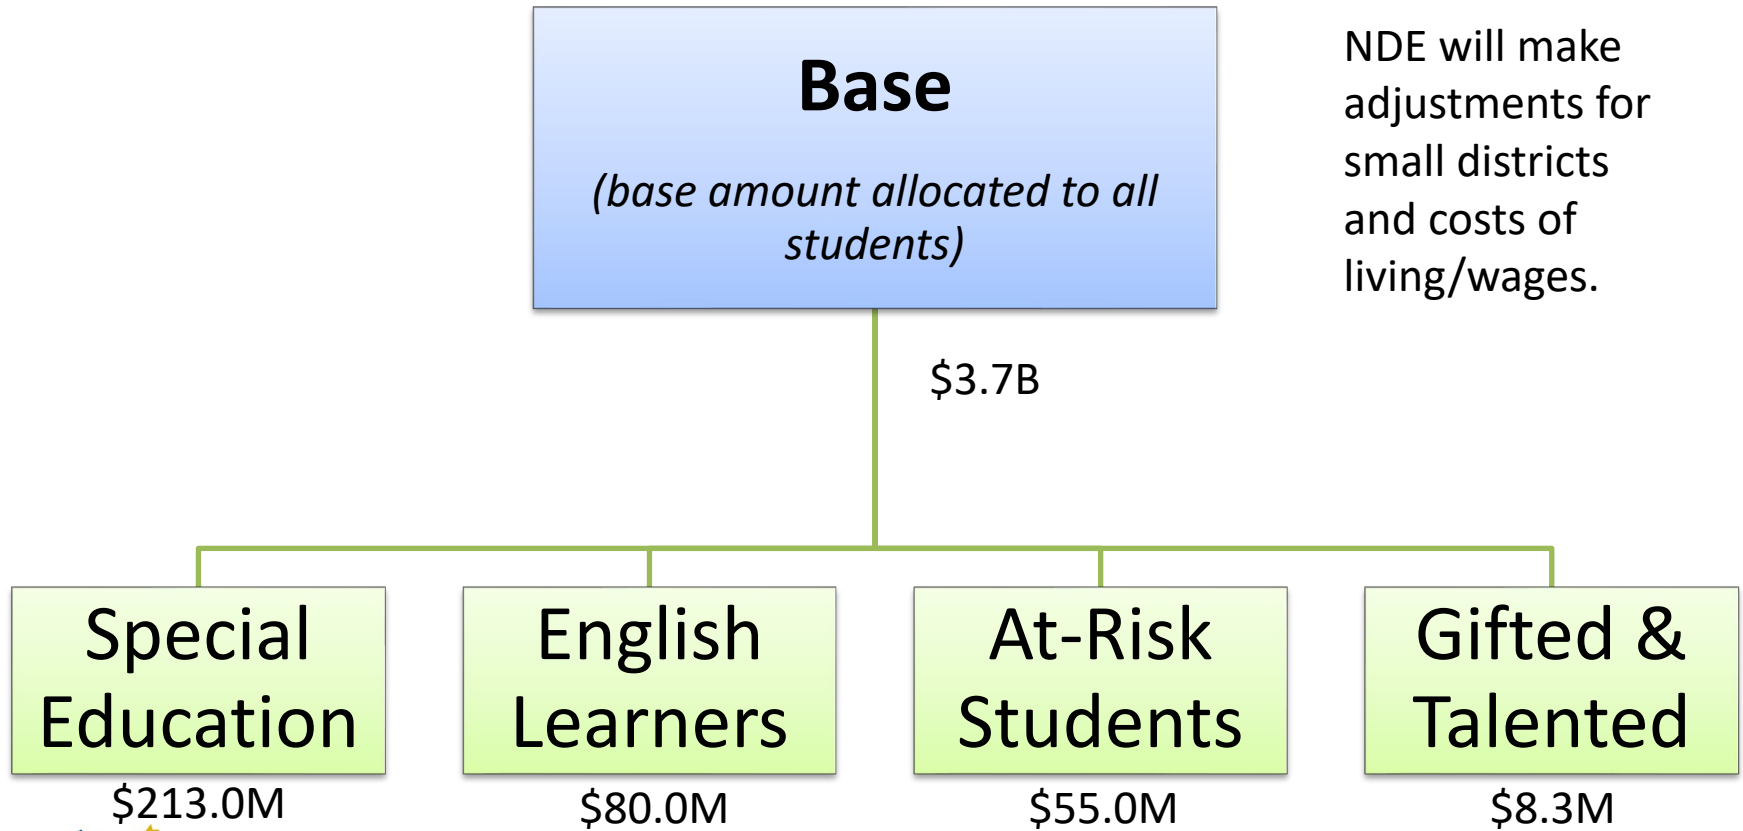 Base
(base amount allocated to all
students)
NDE will make
adjustments for
small districts
and costs of
living/wages.
$3.7B
Special
Education
$213.0M
English
Learners
$80.0M
At-Risk
Students
$55.0M
Gifted &
Talented
$8.3M